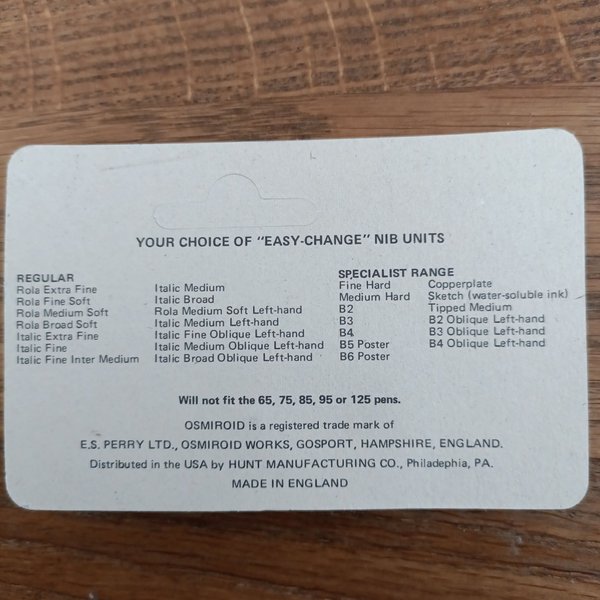 YOUR CHOICE OF "EASY-CHANGE" NIB UNITS
REGULAR
Rola Extra Fine
Rola Fine Soft
Rola Medium Soft
Rola Broad Soft
Italic Extra Fine
Italic Fine
Italic Fine Inter Medium
Italic Medium
Italic Broad
Rola Medium Soft Left-hand
Italic Medium Left-hand
Italic Fine Oblique Left-hand
Italic Medium Oblique Left-hand
Italic Broad Oblique Left-hand
SPECIALIST RANGE
Fine Hard
Medium Hard
B2
B3
B4
B5 Poster
B6 Poster
Copperplate
Sketch (water-soluble ink)
Tipped Medium
B2 Oblique Left-hand
B3 Oblique Left-hand
B4 Oblique Left-hand
Will not fit the 65, 75, 85, 95 or 125 pens.
OSMIROID is a registered trade mark of
E.S. PERRY LTD., OSMIROID WORKS, GOSPORT, HAMPSHIRE, ENGLAND.
Distributed in the USA by HUNT MANUFACTURING CO., Philadephia, PA.
MADE IN ENGLAND